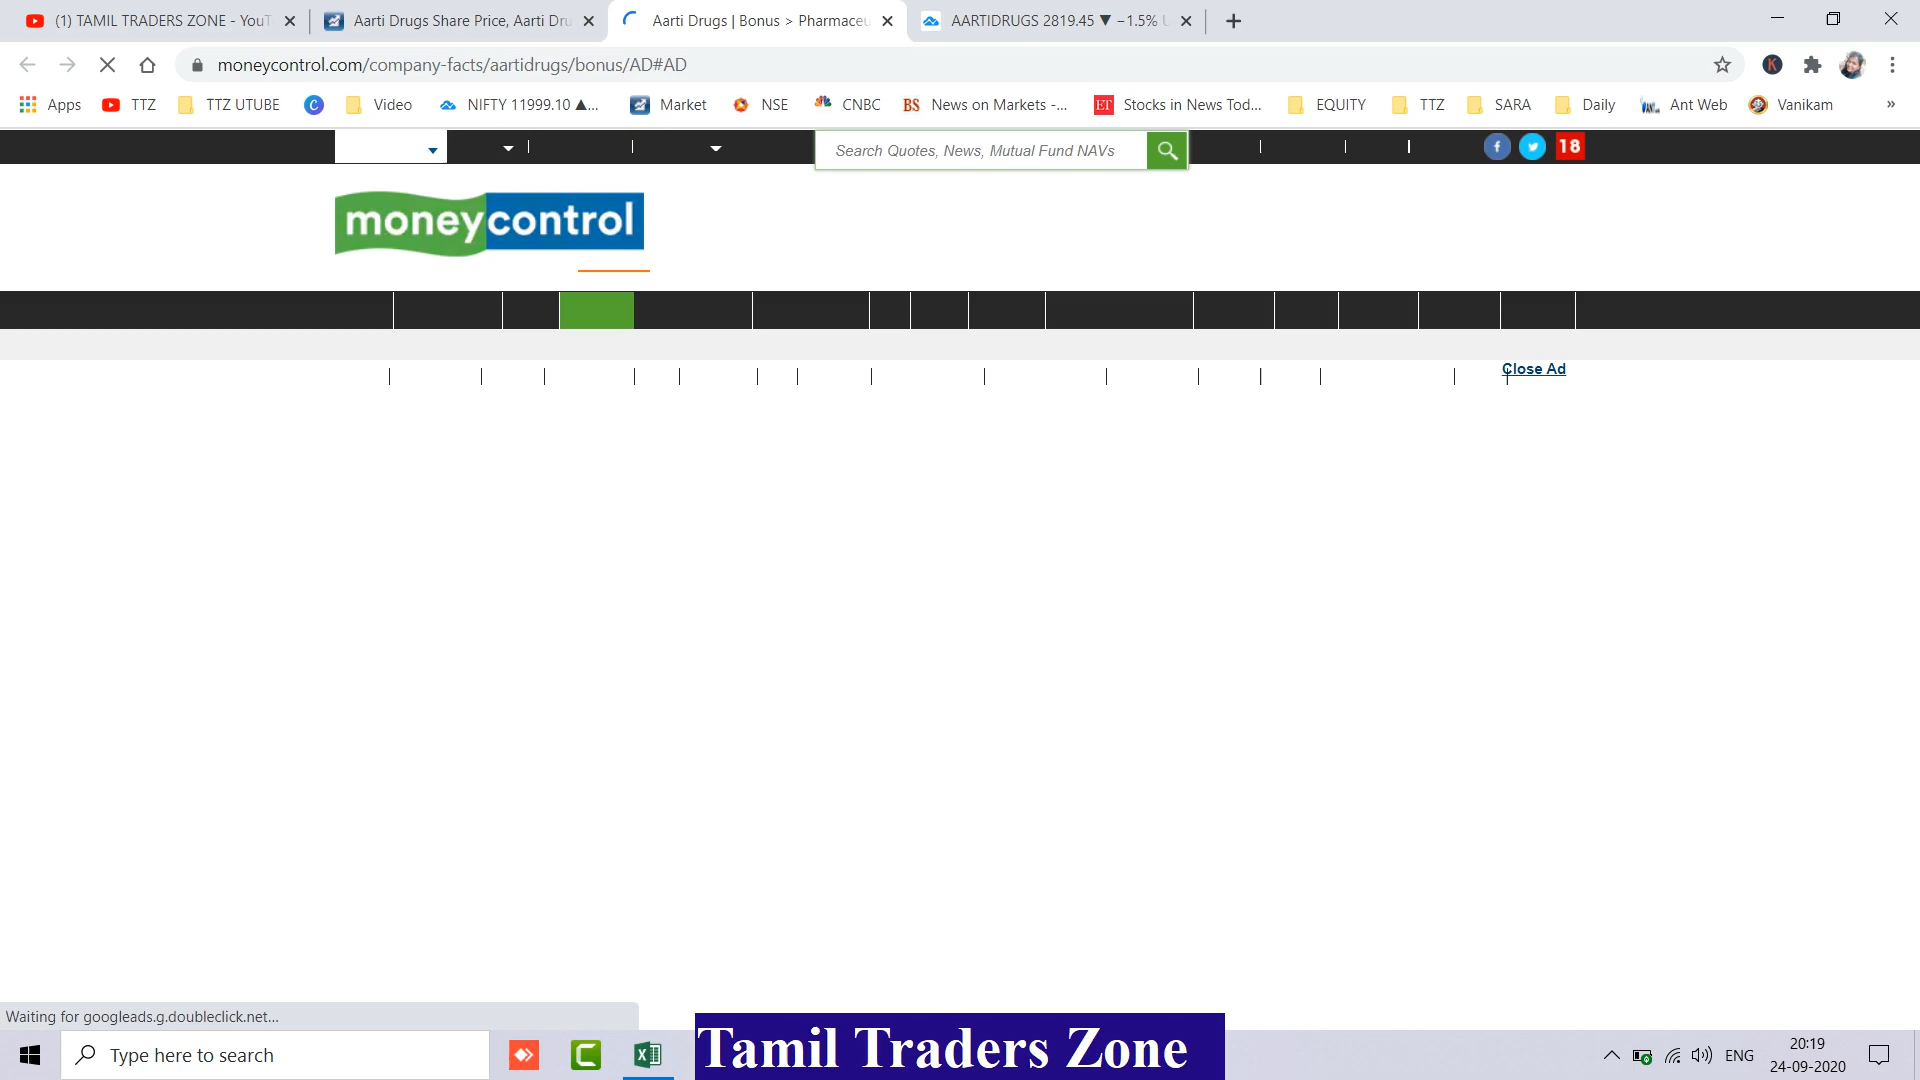 (1) TAMIL TRADERS ZONE - YouT
Aarti Drugs Share Price, Aarti Dru
Aarti Drugs | Bonus > Pharmaceu
AARTIDRUGS 2819.45 ▼ −1.5% U
moneycontrol.com/company-facts/aartidrugs/bonus/AD#AD
K
Apps
TTZ
TTZ UTUBE
C
Video
NIFTY 11999.10 ▲...
Market
NSE
CNBC
BS
News on Markets -...
ET
Stocks in News Tod...
EQUITY
TTZ
SARA
Daily
Ant Web
Vanikam
»
Search Quotes, News, Mutual Fund NAVs
f
18
moneycontrol
Close Ad
Waiting for googleads.g.doubleclick.net...
Type here to search
Tamil Traders Zone
ENG
20:19
24-09-2020